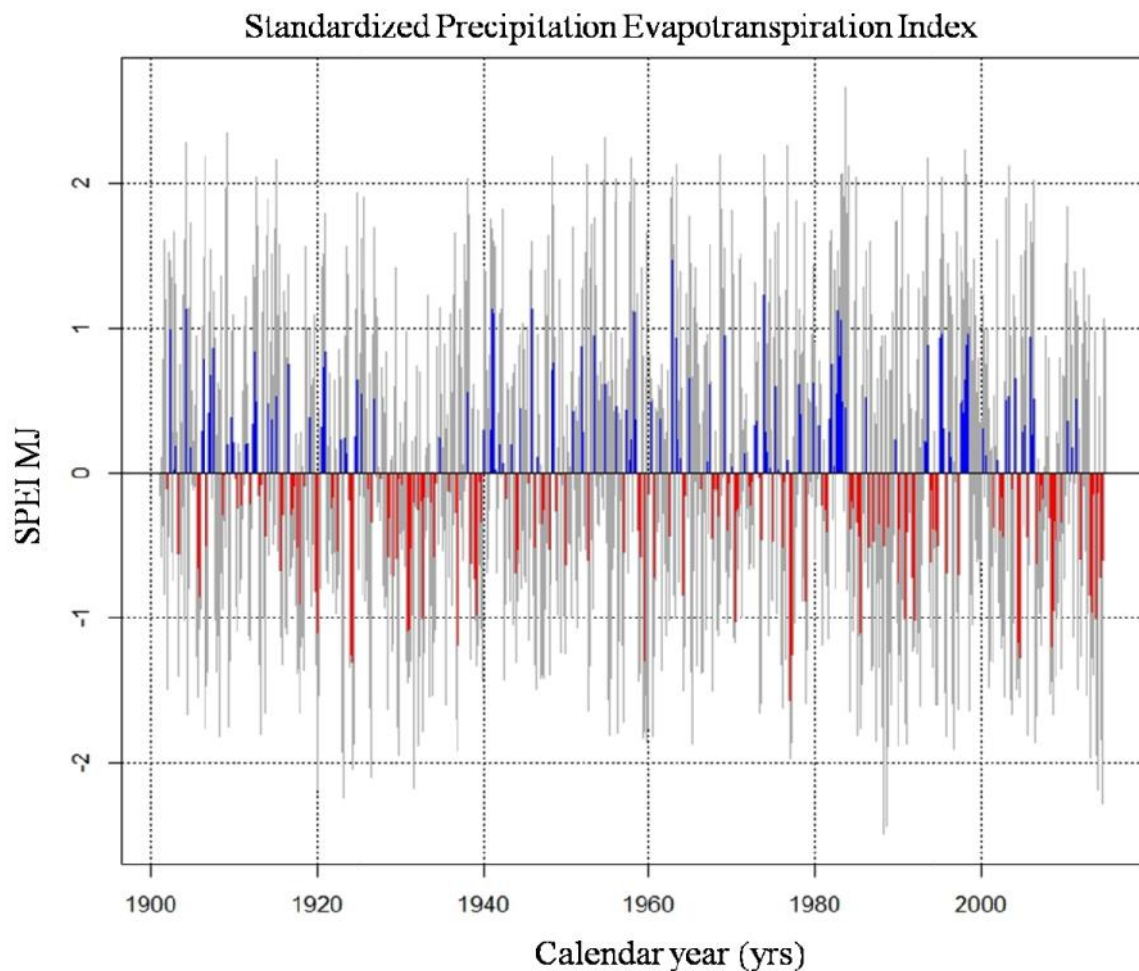 Standardized Precipitation Evapotranspiration Index
2
1
0
-1
-2
SPEI MJ
1900 1920 1940 1960 1980 2000
Calendar year (yrs)